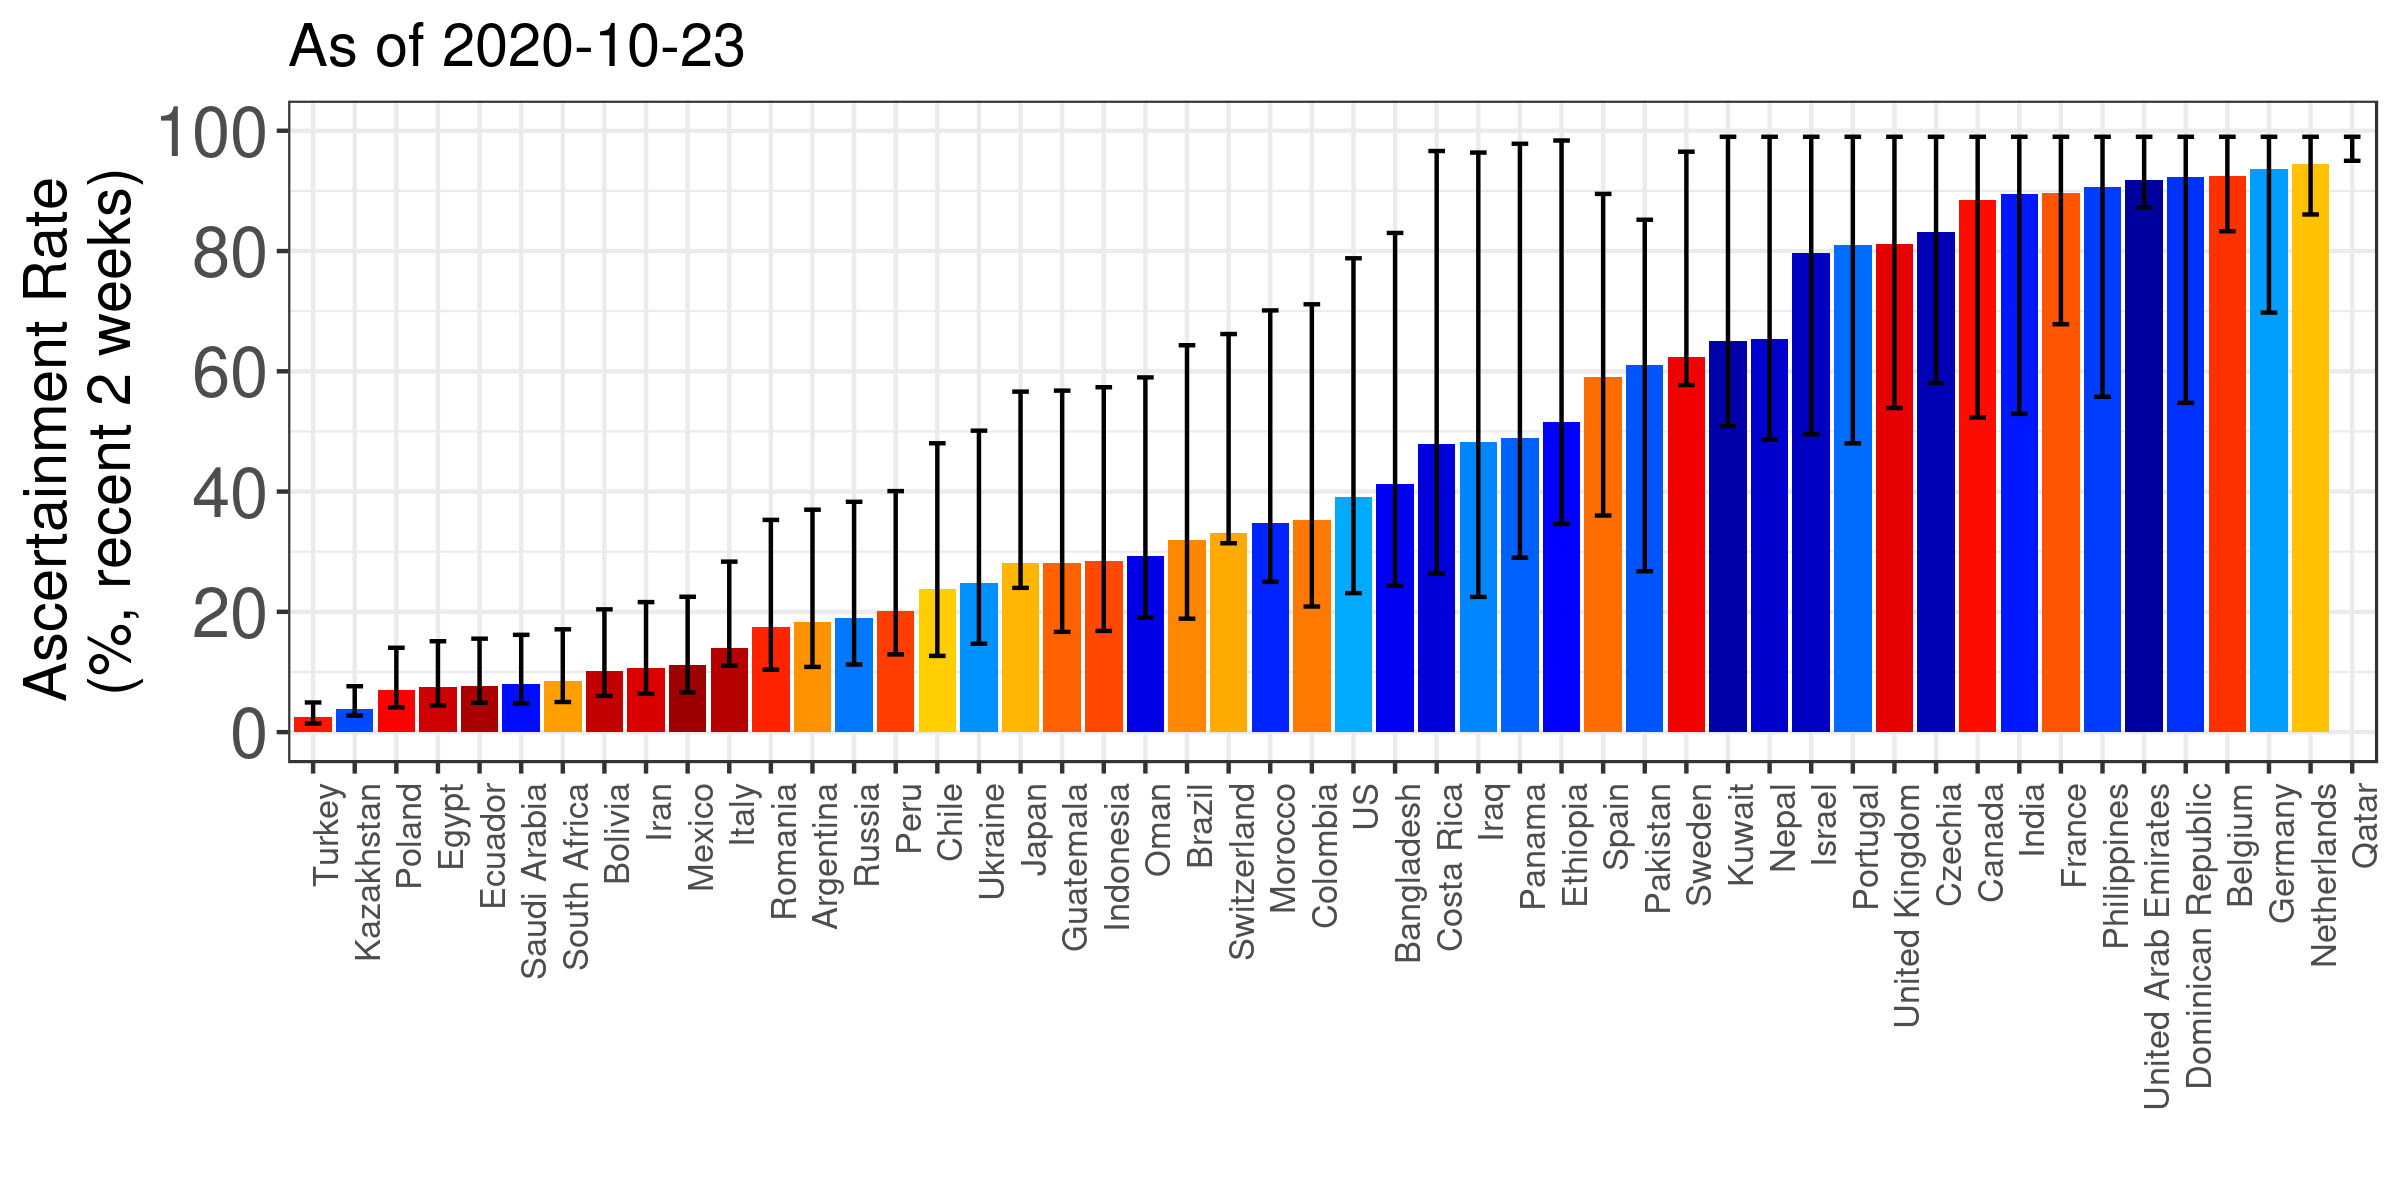 As of 2020-10-23
Ascertainment Rate
(%, recent 2 weeks)
100
80
60
40
20
0
Turkey
Kazakhstan
Poland
Egypt
Ecuador
Saudi Arabia
South Africa
Bolivia
Iran
Mexico
Italy
Romania
Argentina
Russia
Peru
Chile
Ukraine
Japan
Guatemala
Indonesia
Oman
Brazil
Switzerland
Morocco
Colombia
US
Bangladesh
Costa Rica
Iraq
Panama
Ethiopia
Spain
Pakistan
Sweden
Kuwait
Nepal
Israel
Portugal
United Kingdom
Czechia
Canada
India
France
Philippines
United Arab Emirates
Dominican Republic
Belgium
Germany
Netherlands
Qatar